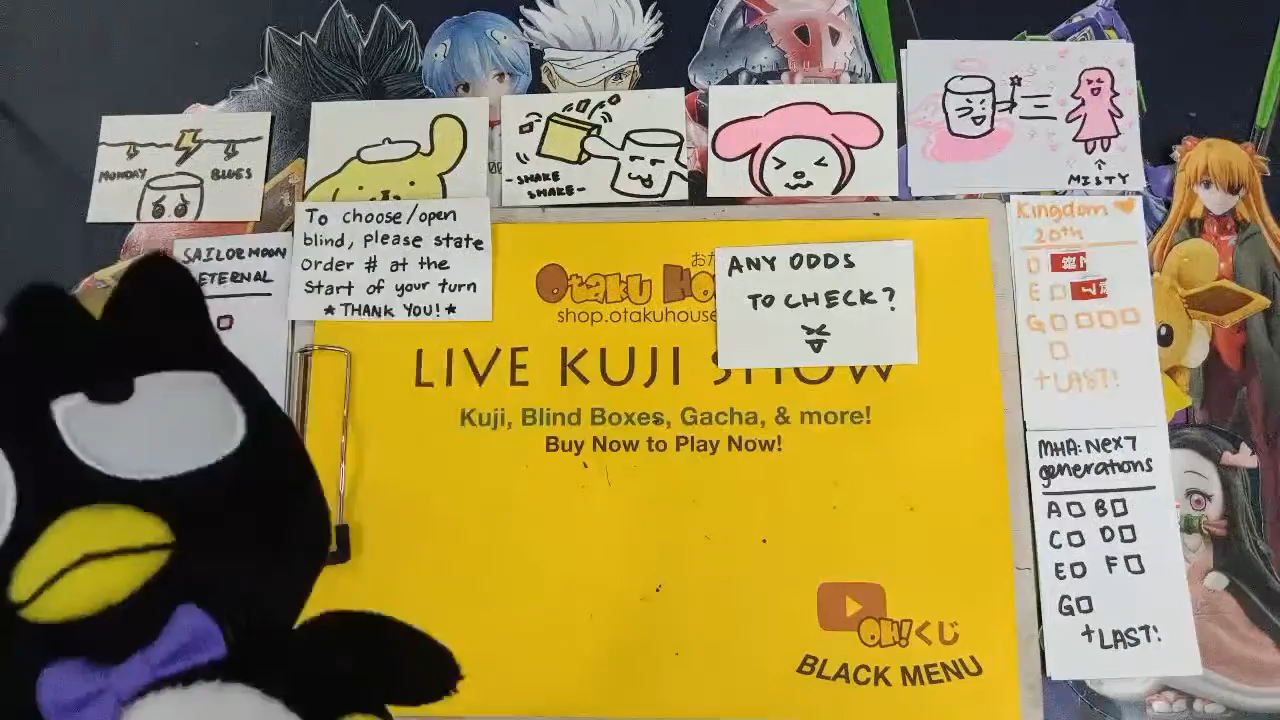 MONDAY BLUES
-SHAKE
SHAKE-
MISTY
SAILORMOON
ETERNAL
To choose/open
blind, please state
Order # at the
Start of your turn
★THANK YOU!★
Otaku Ho
shop.otakuhouse
LIVE KUJI SHOW
Kuji, Blind Boxes, Gacha, & more!
Buy Now to Play Now!
ANY ODDS
TO CHECK?
Oh!くじ
BLACK MENU
Kingdom
20th
D
E
G
+LAST!
MHA: NEXT
generations
A B
C D
E F
G
+LAST!